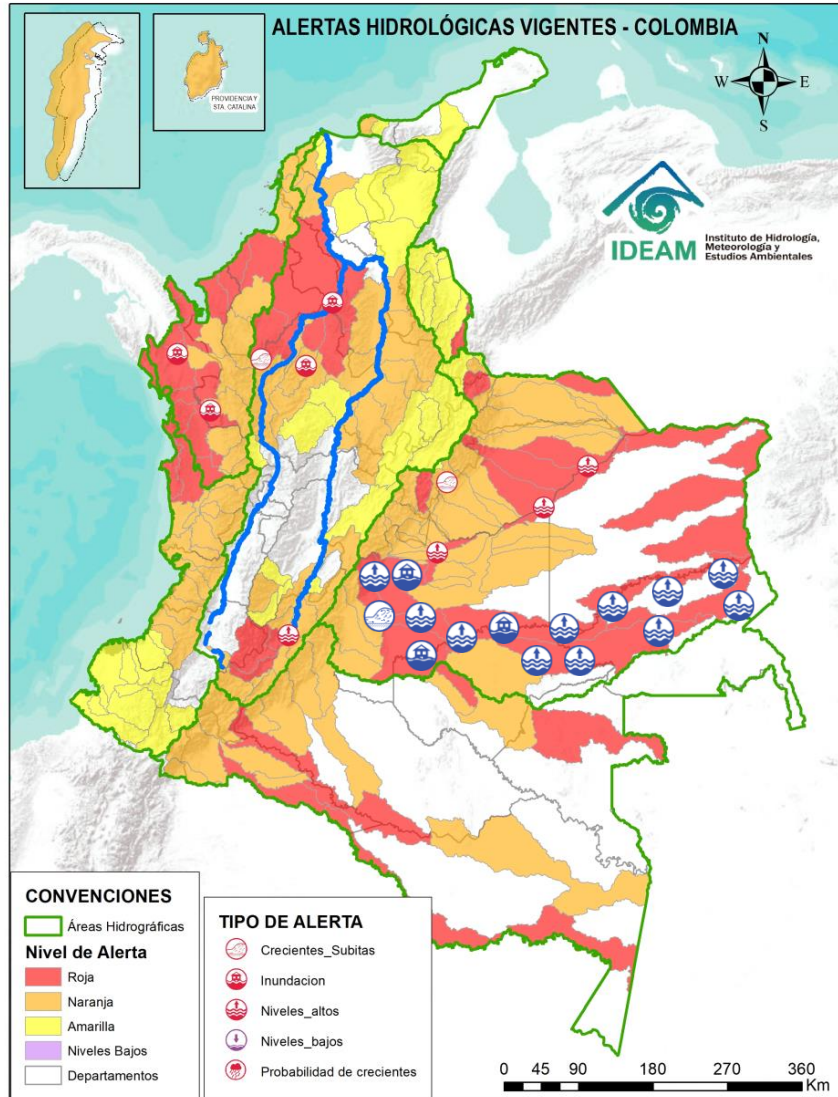 ALERTAS HIDROLÓGICAS VIGENTES - COLOMBIA
PROVIDENCIA Y
STA. CATALINA
N
W
E
S
IDEAM
Instituto de Hidrología,
Meteorología y
Estudios Ambientales
CONVENCIONES
Áreas Hidrográficas
Nivel de Alerta
Roja
Naranja
Amarilla
Niveles Bajos
Departamentos
TIPO DE ALERTA
Crecientes_Subitas
Inundacion
Niveles_altos
Niveles_bajos
Probabilidad de crecientes
0 45 90 180 270 360
Km